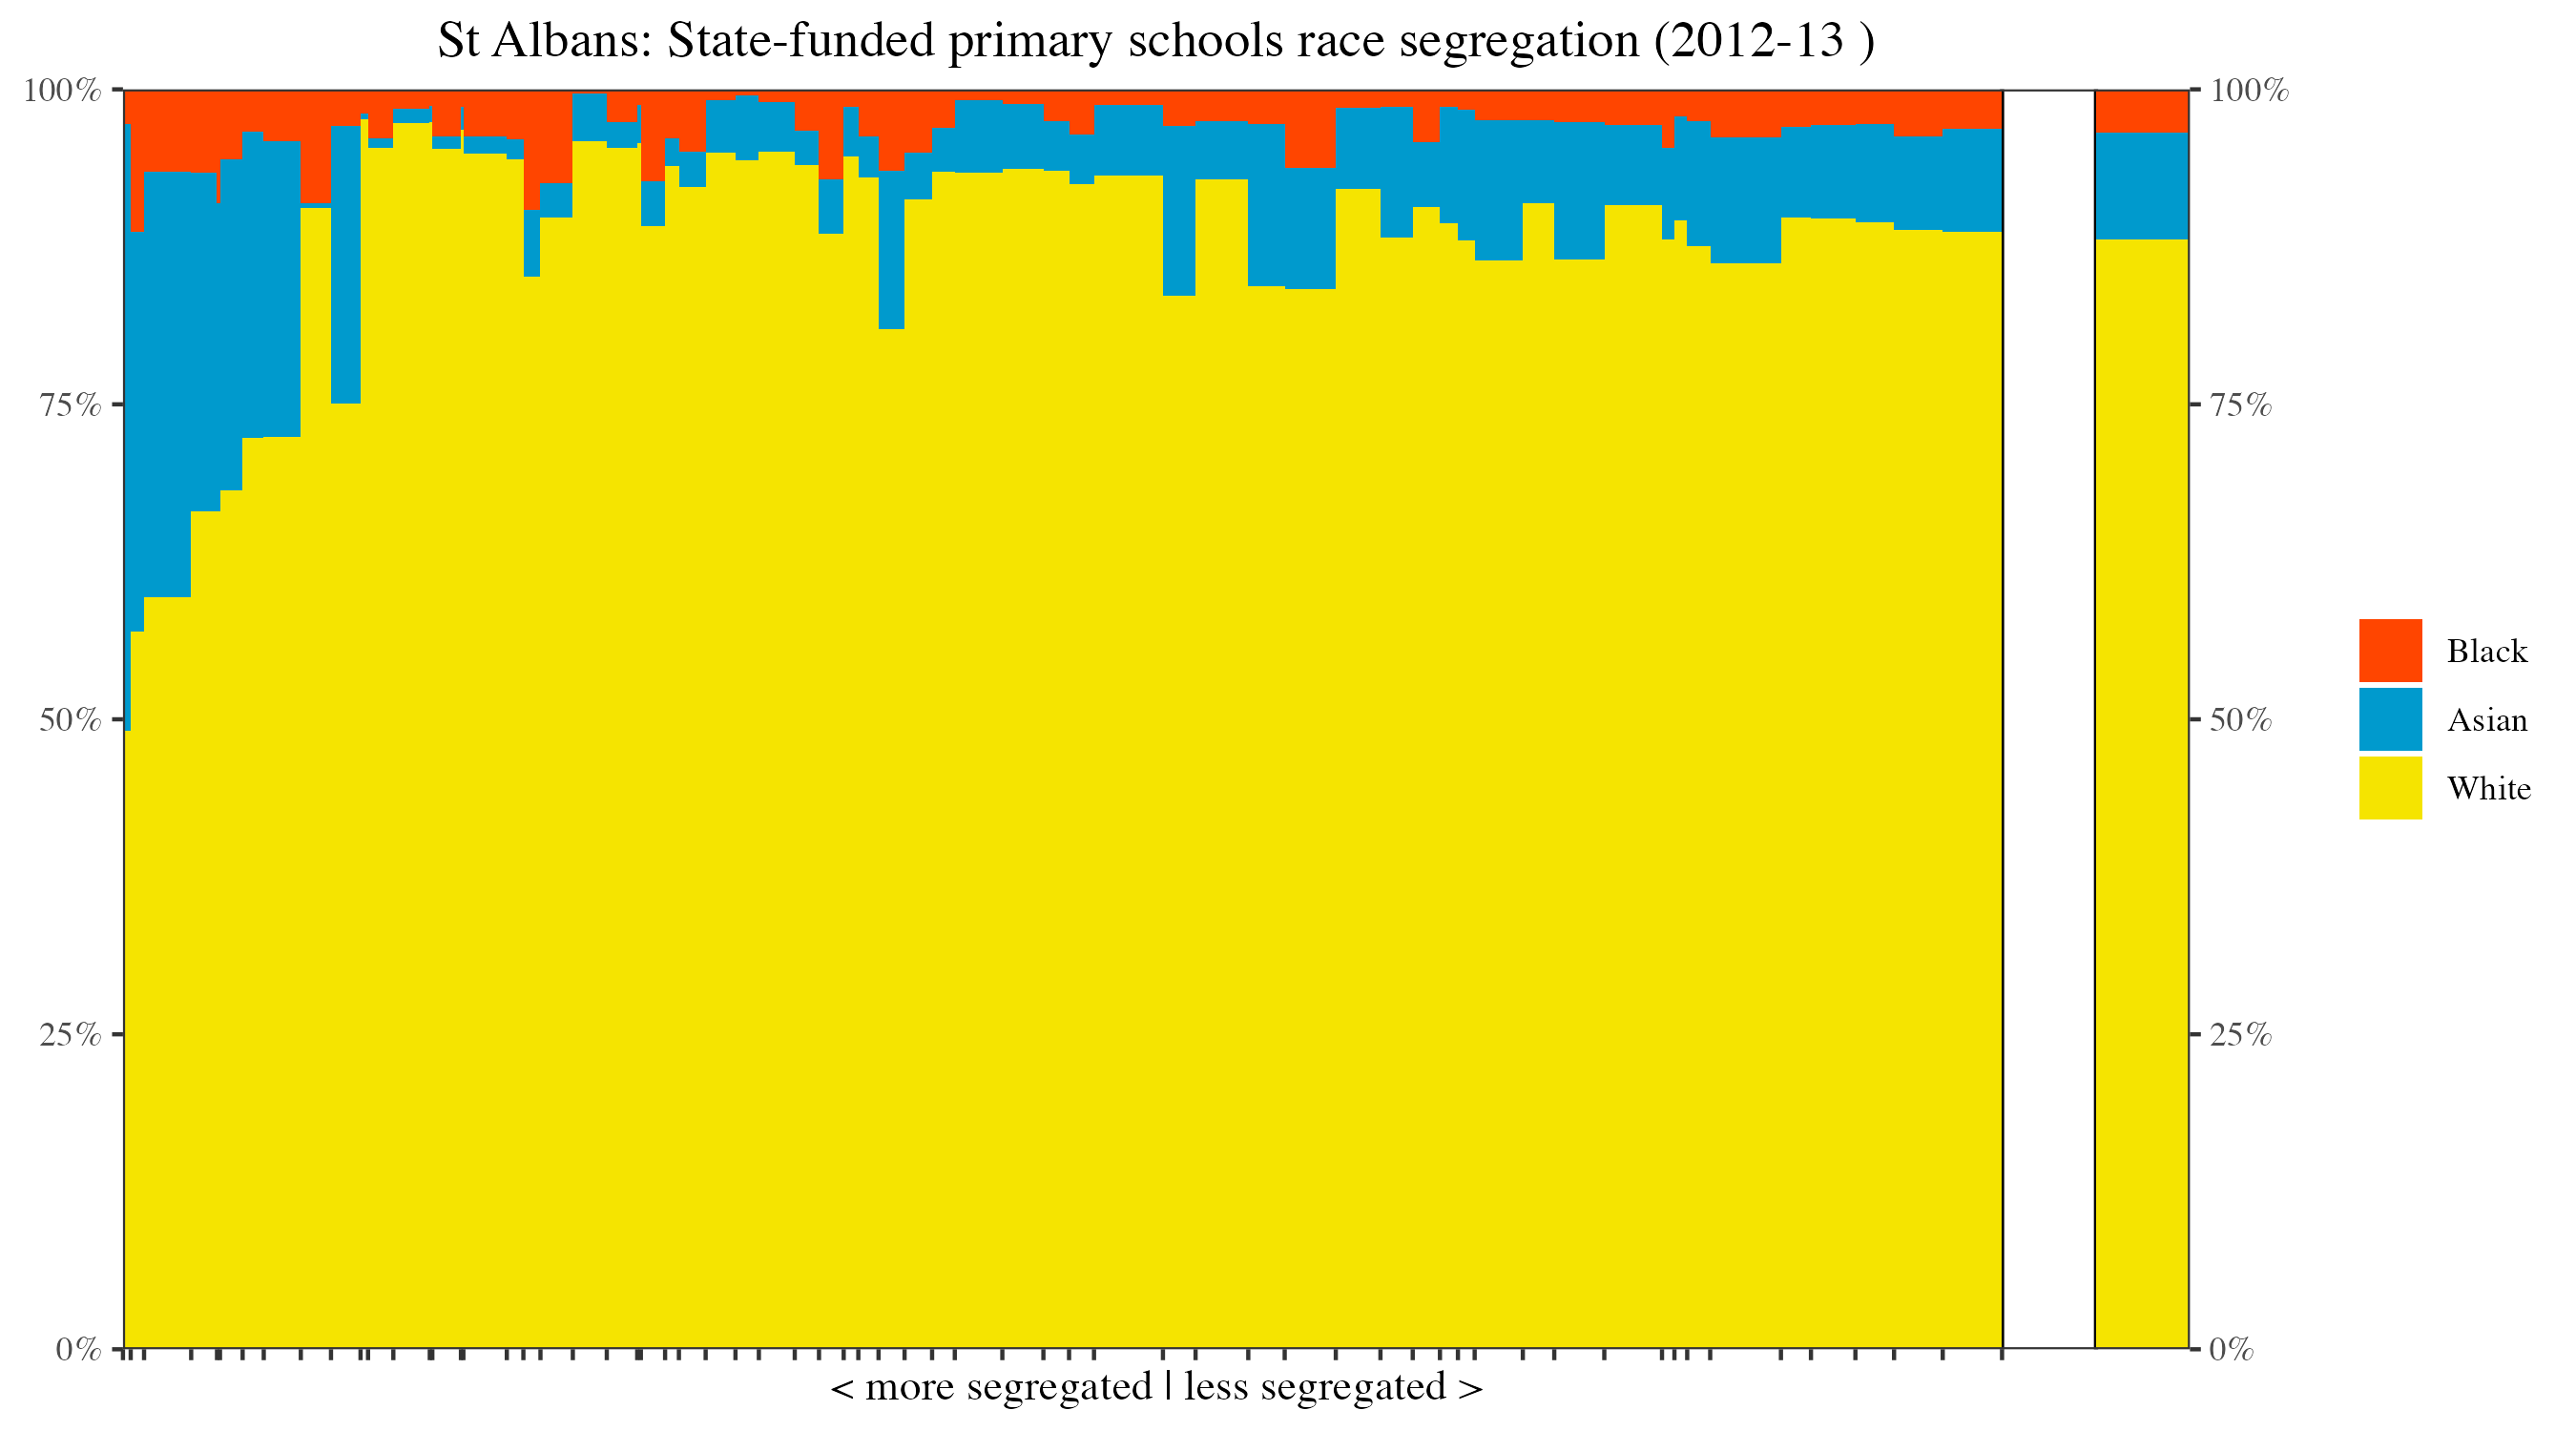 St Albans: State-funded primary schools race segregation (2012-13 )
100%
100%
75%
75%
50%
50%
25%
25%
0%
0%
Black
Asian
White
< more segregated | less segregated >